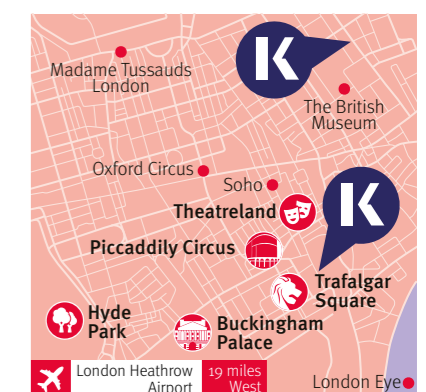 K
Madame Tussauds
London
The British
Museum
Oxford Circus
Soho
K
Theatreland
Piccadilly Circus
Trafalgar
Square
Hyde
Park
Buckingham
Palace
London Heathrow
Airport
19 miles
West
London Eye